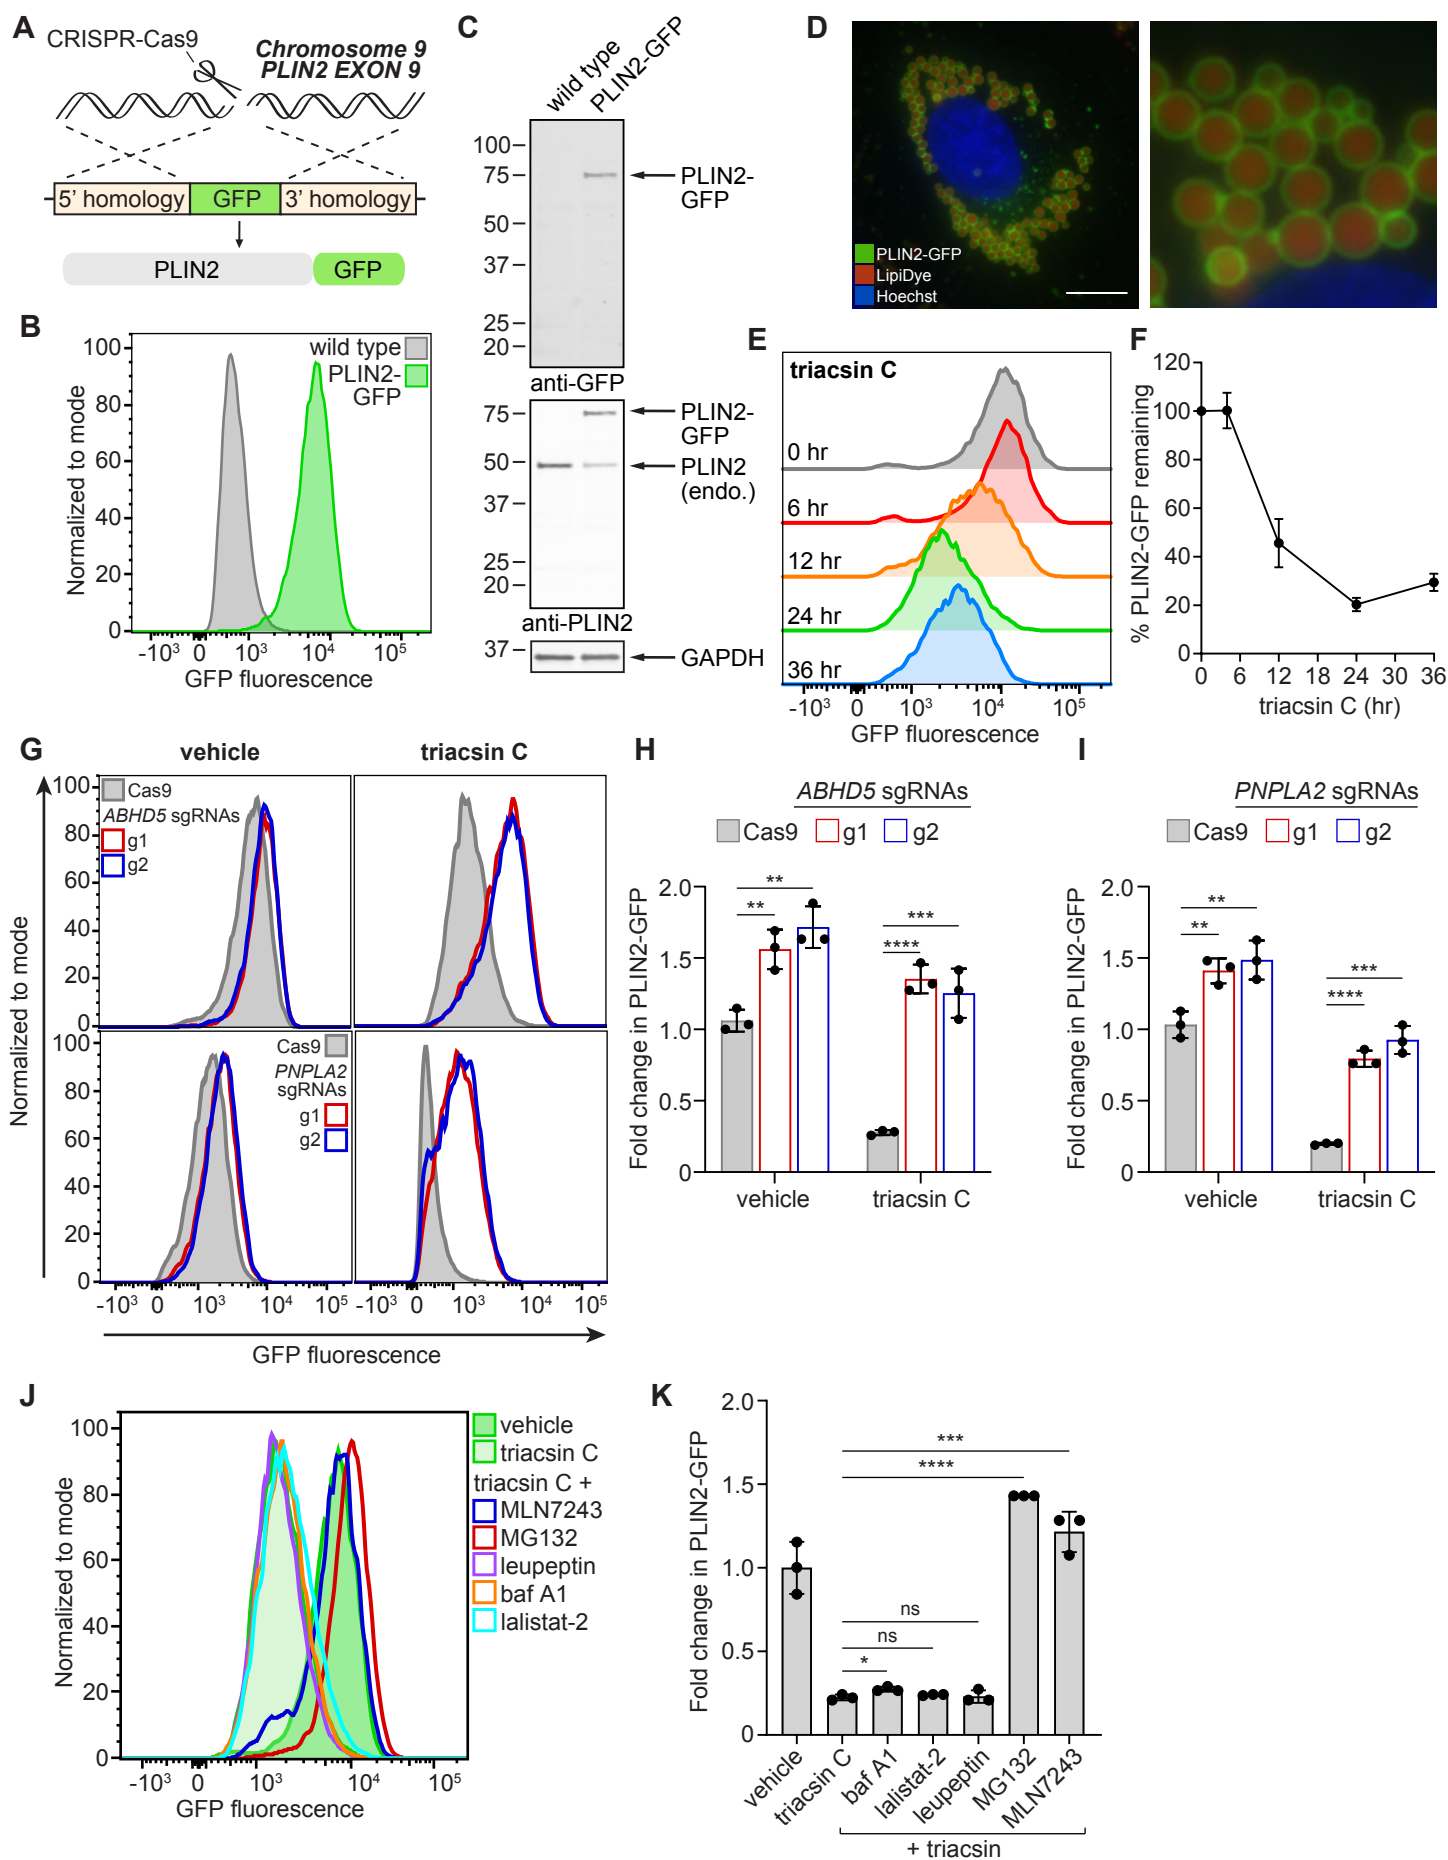 A
CRISPR-Cas9
Chromosome 9
PLIN2 EXON 9
5' homology
GFP
3' homology
PLIN2
GFP
B
Normalized to mode
100
80
60
40
20
0
wild type
PLIN2-
GFP
-10³ 0 10³ 10⁴ 10⁵
GFP fluorescence
C
wild type
PLIN2-GFP
100
75
50
37
25
20
PLIN2-
GFP
anti-GFP
75
50
37
25
20
PLIN2-
GFP
PLIN2
(endo.)
anti-PLIN2
37
GAPDH
D
PLIN2-GFP
LipiDye
Hoechst
E
triacsin C
0 hr
6 hr
12 hr
24 hr
36 hr
-10³ 0 10³ 10⁴ 10⁵
GFP fluorescence
F
% PLIN2-GFP remaining
120
100
80
60
40
20
0
0 6 12 18 24 30 36
triacsin C (hr)
G
vehicle
triacsin C
Normalized to mode
100
80
60
40
20
0
Cas9
ABHD5 sgRNAs
g1
g2
100
80
60
40
20
0
Cas9
PNPLA2
sgRNAs
g1
g2
-10³ 0 10³ 10⁴ 10⁵
-10³ 0 10³ 10⁴ 10⁵
GFP fluorescence
H
ABHD5 sgRNAs
Cas9 g1 g2
Fold change in PLIN2-GFP
2.0
1.5
1.0
0.5
0
**
**
***
****
vehicle
triacsin C
I
PNPLA2 sgRNAs
Cas9 g1 g2
Fold change in PLIN2-GFP
2.0
1.5
1.0
0.5
0
**
**
***
****
vehicle
triacsin C
J
Normalized to mode
100
80
60
40
20
0
vehicle
triacsin C
triacsin C +
MLN7243
MG132
leupeptin
baf A1
lalistat-2
-10³ 0 10³ 10⁴ 10⁵
GFP fluorescence
K
Fold change in PLIN2-GFP
2.0
1.5
1.0
0.5
0
***
****
ns
ns
*
vehicle
triacsin C
baf A1
lalistat-2
leupeptin
MG132
MLN7243
+ triacsin